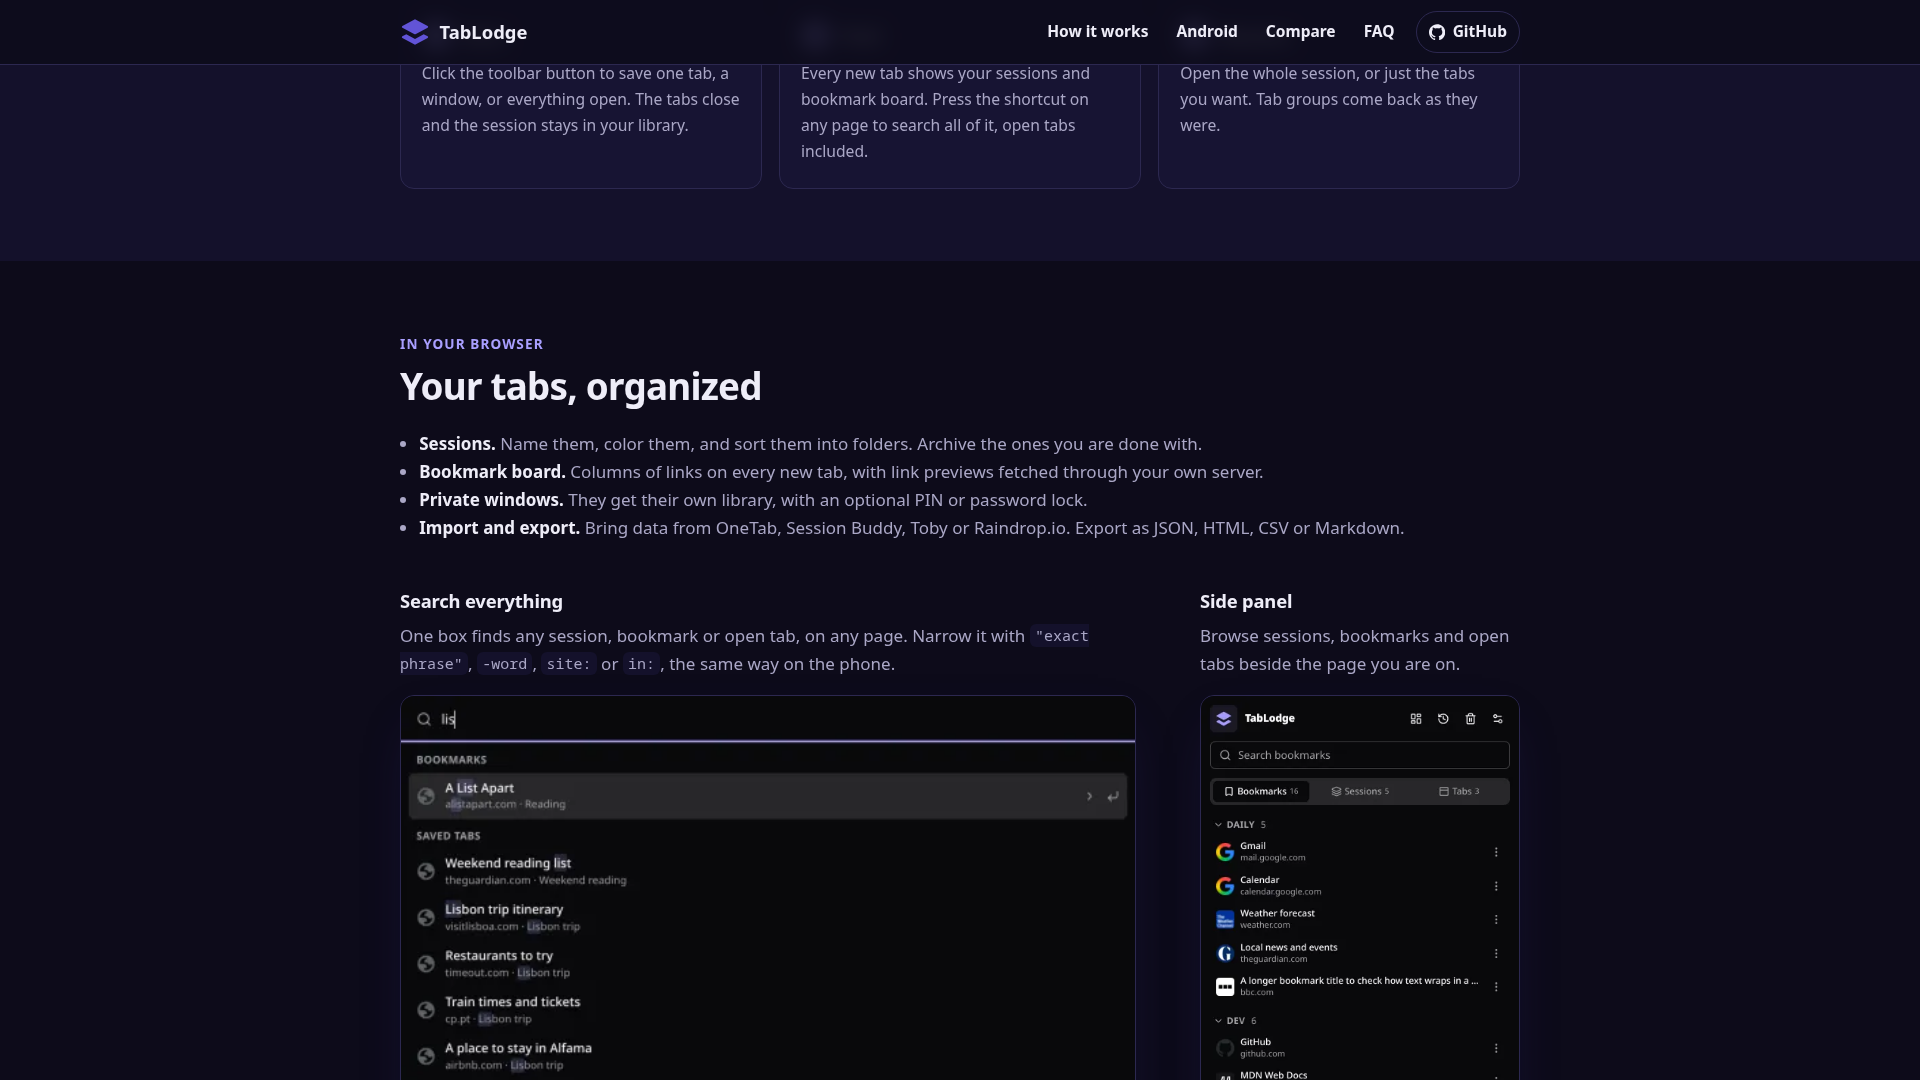 TabLodge
How it works
Android
Compare
FAQ
GitHub
Click the toolbar button to save one tab, a
window, or everything open. The tabs close
and the session stays in your library.
Every new tab shows your sessions and
bookmark board. Press the shortcut on
any page to search all of it, open tabs
included.
Open the whole session, or just the tabs
you want. Tab groups come back as they
were.
IN YOUR BROWSER
Your tabs, organized
Sessions. Name them, color them, and sort them into folders. Archive the ones you are done with.
Bookmark board. Columns of links on every new tab, with link previews fetched through your own server.
Private windows. They get their own library, with an optional PIN or password lock.
Import and export. Bring data from OneTab, Session Buddy, Toby or Raindrop.io. Export as JSON, HTML, CSV or Markdown.
Search everything
One box finds any session, bookmark or open tab, on any page. Narrow it with "exact
phrase", -word, site: or in:, the same way on the phone.
lis
BOOKMARKS
A List Apart
alistapart.com · Reading
SAVED TABS
Weekend reading list
theguardian.com · Weekend reading
Lisbon trip itinerary
visitlisboa.com · Lisbon trip
Restaurants to try
timeout.com · Lisbon trip
Train times and tickets
cp.pt · Lisbon trip
A place to stay in Alfama
airbnb.com · Lisbon trip
Side panel
Browse sessions, bookmarks and open
tabs beside the page you are on.
TabLodge
Search bookmarks
Bookmarks 16
Sessions 5
Tabs 3
DAILY 5
Gmail
mail.google.com
Calendar
calendar.google.com
Weather forecast
weather.com
Local news and events
theguardian.com
A longer bookmark title to check how text wraps in a ...
bbc.com
DEV 6
GitHub
github.com
MDN Web Docs